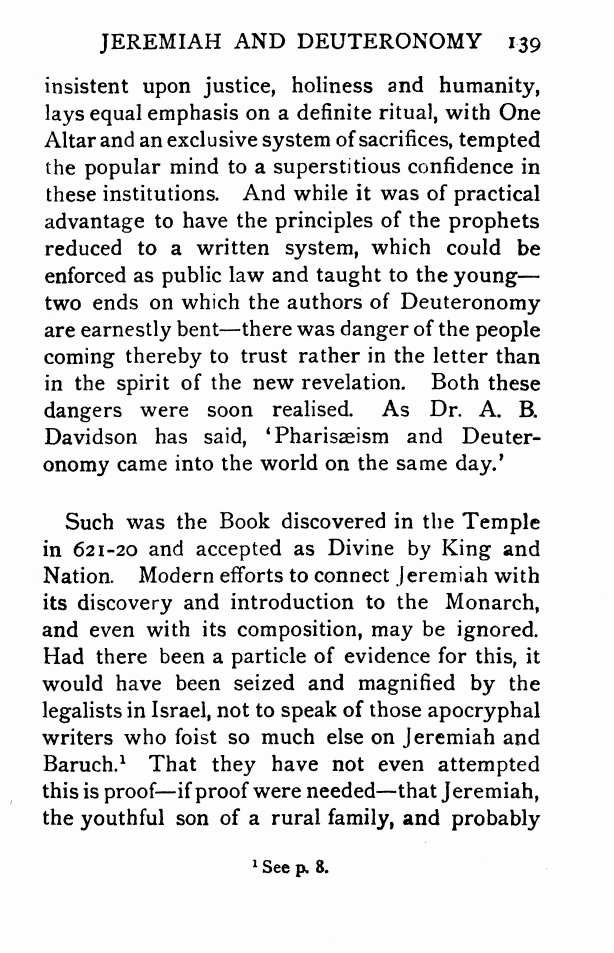 JEREMIAH AND DEUTERONOMY 139
insistent upon justice, holiness and humanity,
lays equal emphasis on a definite ritual, with One
Altar and an exclusive system of sacrifices, tempted
the popular mind to a superstitious confidence in
these institutions. And while it was of practical
advantage to have the principles of the prophets
reduced to a written system, which could be
enforced as public law and taught to the young—
two ends on which the authors of Deuteronomy
are earnestly bent—there was danger of the people
coming thereby to trust rather in the letter than
in the spirit of the new revelation. Both these
dangers were soon realised. As Dr. A. B.
Davidson has said, ‘Pharisæism and Deuter-
onomy came into the world on the same day.’
Such was the Book discovered in the Temple
in 621-20 and accepted as Divine by King and
Nation. Modern efforts to connect Jeremiah with
its discovery and introduction to the Monarch,
and even with its composition, may be ignored.
Had there been a particle of evidence for this, it
would have been seized and magnified by the
legalists in Israel, not to speak of those apocryphal
writers who foist so much else on Jeremiah and
Baruch.¹ That they have not even attempted
this is proof—if proof were needed—that Jeremiah,
the youthful son of a rural family, and probably
¹ See p. 8.